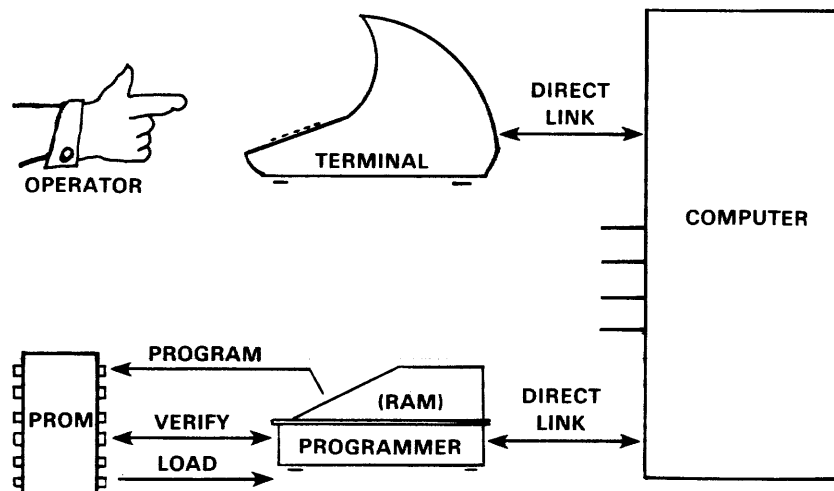 DIRECT
LINK
TERMINAL
OPERATOR
COMPUTER
PROGRAM
(RAM)
DIRECT
LINK
PROM
VERIFY
PROGRAMMER
LOAD